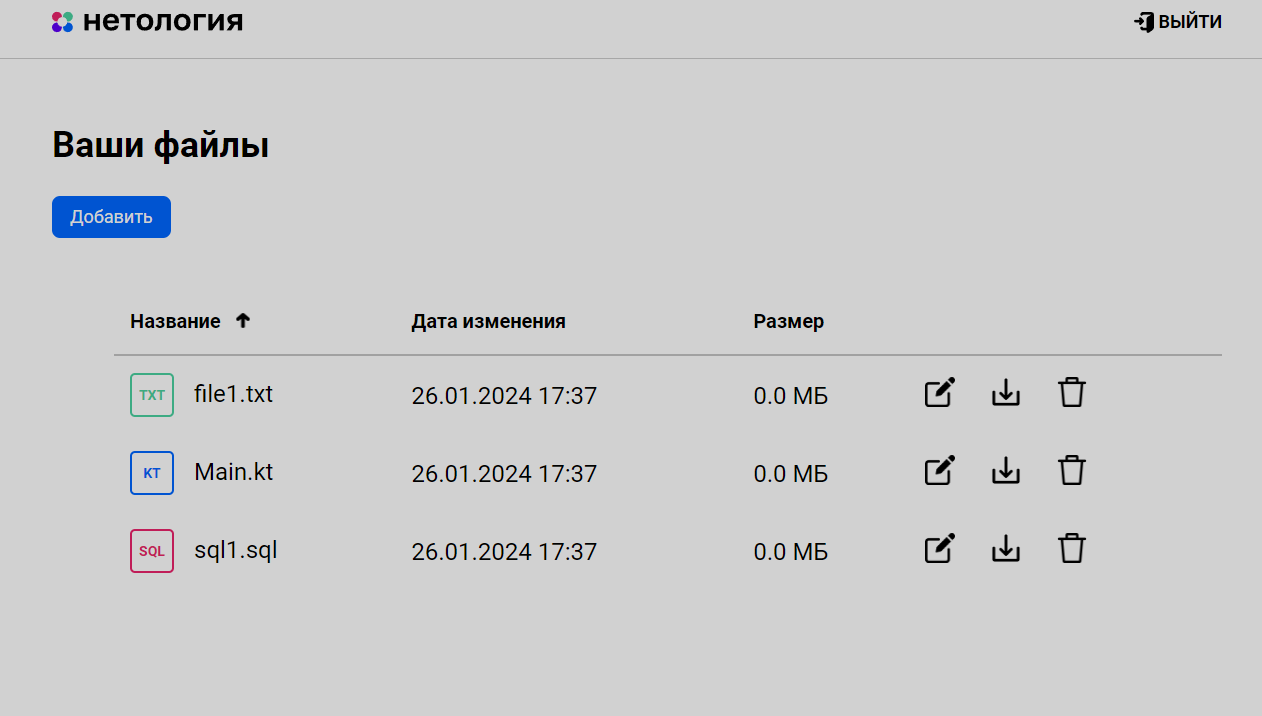 нетология
ВЫЙТИ
Ваши файлы
Добавить
Название Дата изменения Размер
TXT file1.txt 26.01.2024 17:37 0.0 МБ
KT Main.kt 26.01.2024 17:37 0.0 МБ
SQL sql1.sql 26.01.2024 17:37 0.0 МБ